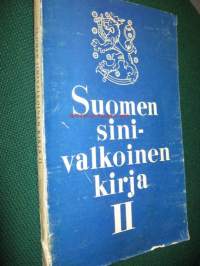 Suomen
sini-
valkoinen
kirja
II